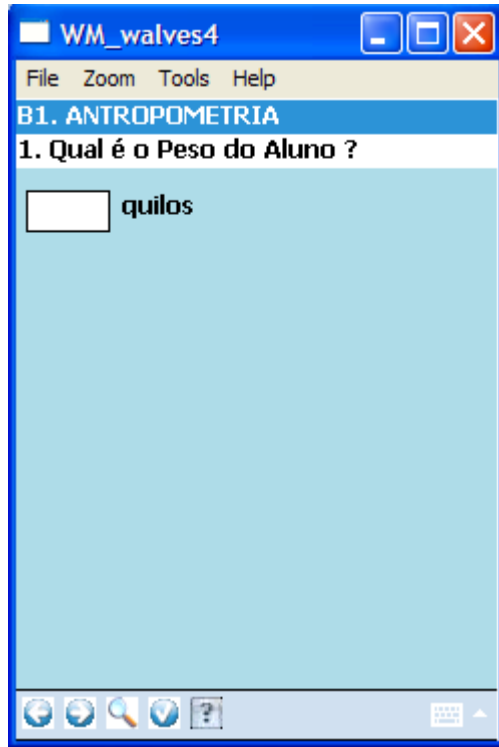 WM_walves4
File Zoom Tools Help
B1. ANTROPOMETRIA
1. Qual é o Peso do Aluno ?
quilos
?